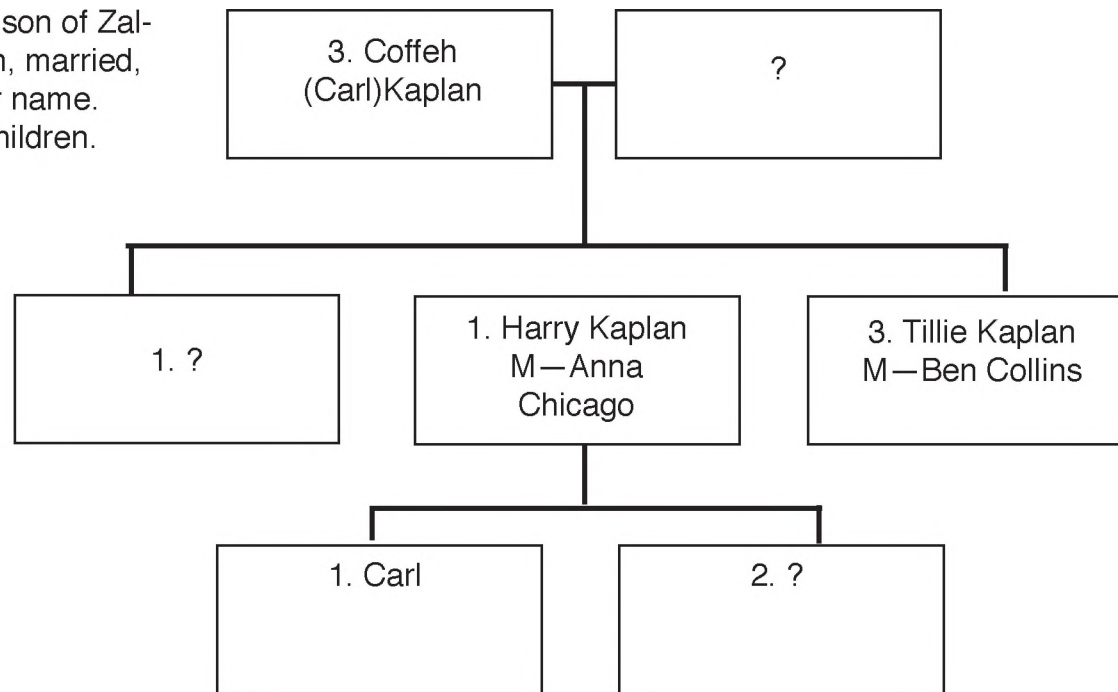 son of Zal-
married,
name.
3. Coffeh
(Carl)Kaplan
?
1. ?
1. Harry Kaplan
M—Anna
Chicago
3. Tillie Kaplan
M—Ben Collins
1. Carl
2. ?